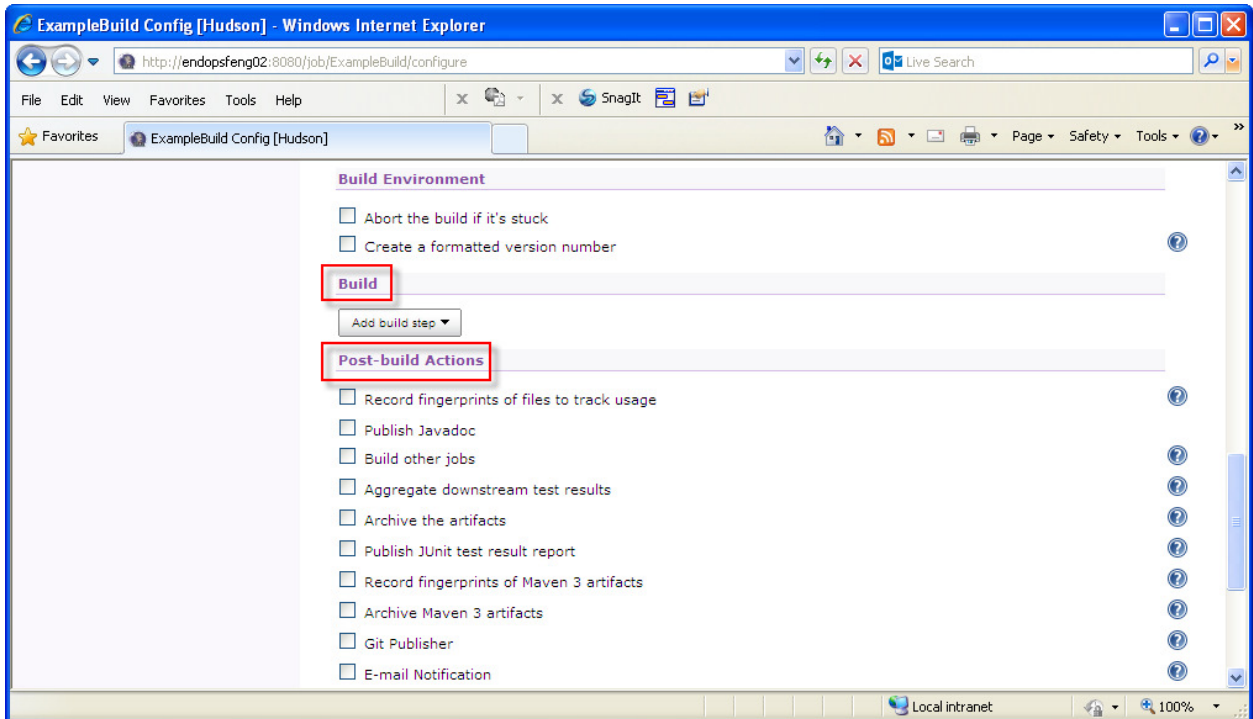 ExampleBuild Config [Hudson] - Windows Internet Explorer
http://endopsfeng02:8080/job/ExampleBuild/configure
Live Search
File Edit View Favorites Tools Help
x x SnagIt
Favorites ExampleBuild Config [Hudson] Page Safety Tools »
Build Environment
Abort the build if it's stuck
Create a formatted version number
Build
Add build step
Post-build Actions
Record fingerprints of files to track usage
Publish Javadoc
Build other jobs
Aggregate downstream test results
Archive the artifacts
Publish JUnit test result report
Record fingerprints of Maven 3 artifacts
Archive Maven 3 artifacts
Git Publisher
E-mail Notification
Local intranet 100%